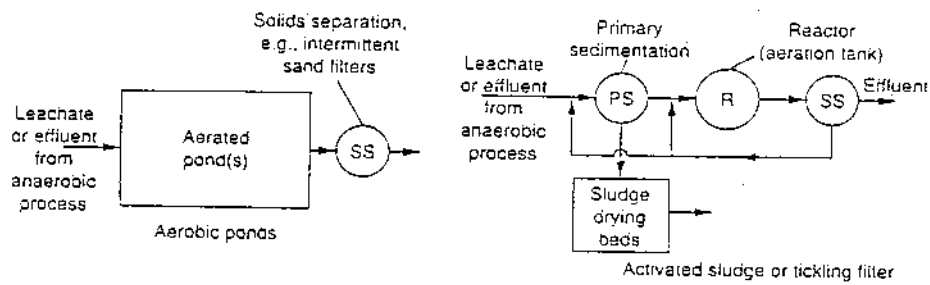 Solids separation,
e.g., intermittent
sand filters
Leachate
or effluent
from
anaerobic
process
Aerated
pond(s)
SS
Aerobic ponds
Primary
sedimentation
Reactor
(aeration tank)
Leachate
or effluent
from
anaerobic
process
PS
R
SS
Effluent
Sludge
drying
beds
Activated sludge or tickling filter